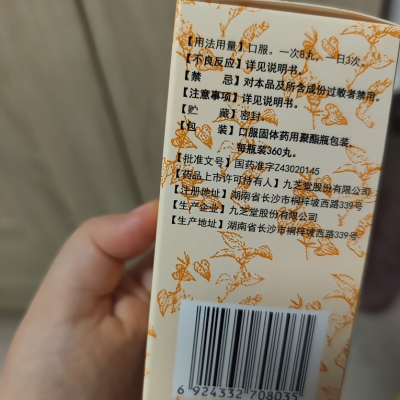 【用法用量】口服。一次8丸，一日3次。
【不良反应】详见说明书。
【禁 忌】对本品及所含成份过敏者禁用。
【注意事项】详见说明书。
【贮 藏】密封。
【包 装】口服固体药用聚酯瓶包装，
每瓶装360丸。
【批准文号】国药准字Z43020145
【药品上市许可持有人】九芝堂股份有限公司
【注册地址】湖南省长沙市桐梓坡西路339号
【生产企业】九芝堂股份有限公司
【生产地址】湖南省长沙市桐梓坡西路339号
6 924332 708035